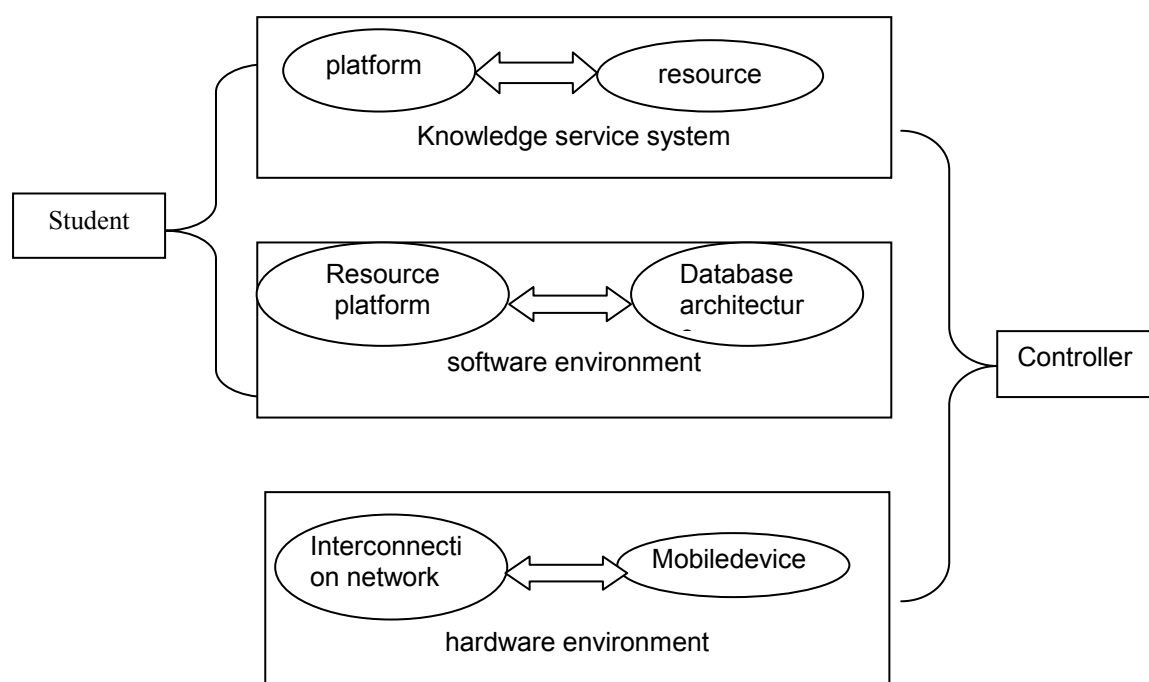 platform
resource
Knowledge service system
Student
Resource
platform
Database
architectur
software environment
Controller
Interconnecti
on network
Mobiledevice
hardware environment